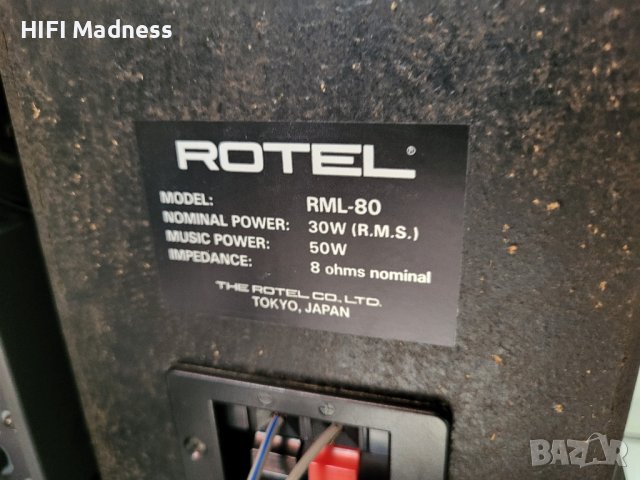 HIFI Madness
ROTEL®
MODEL: RML-80
NOMINAL POWER: 30W (R.M.S.)
MUSIC POWER: 50W
IMPEDANCE: 8 ohms nominal
THE ROTEL CO., LTD.
TOKYO, JAPAN
BAZAR